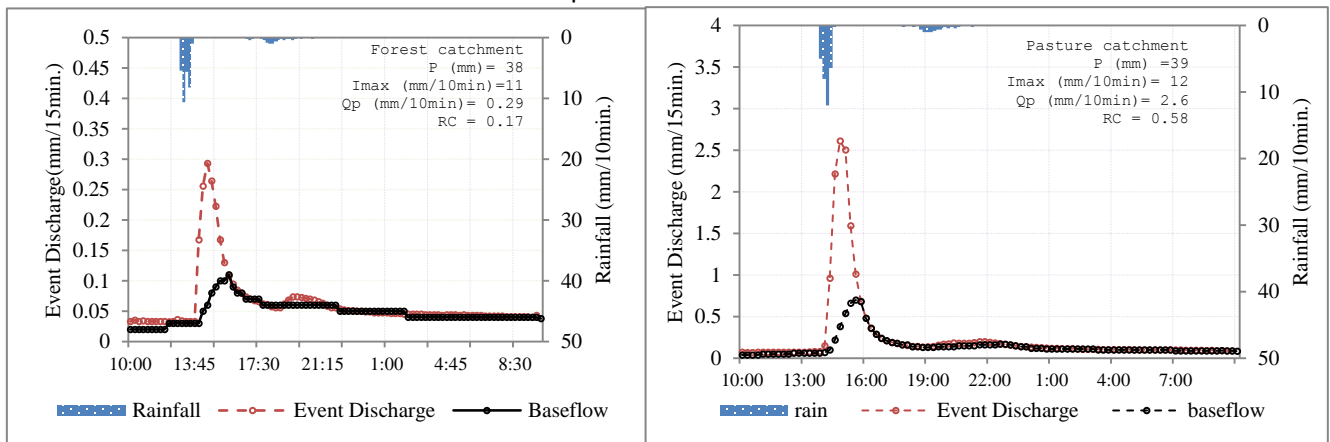 Forest catchment
P (mm)= 38
Imax (mm/10min)=11
Qp (mm/10min)= 0.29
RC = 0.17
Event Discharge(mm/15min.)
0.5
0.45
0.4
0.35
0.3
0.25
0.2
0.15
0.1
0.05
0
0
10
20
30
40
50
Rainfall (mm/10min.)
10:00 13:45 17:30 21:15 1:00 4:45 8:30
Rainfall Event Discharge Baseflow
Pasture catchment
P (mm) =39
Imax (mm/10min)= 12
Qp (mm/10min)= 2.6
RC = 0.58
Event Discharge (mm/15min.)
4
3.5
3
2.5
2
1.5
1
0.5
0
0
10
20
30
40
50
Rainfall (mm/10min.)
10:00 13:00 16:00 19:00 22:00 1:00 4:00 7:00
rain Event Discharge baseflow